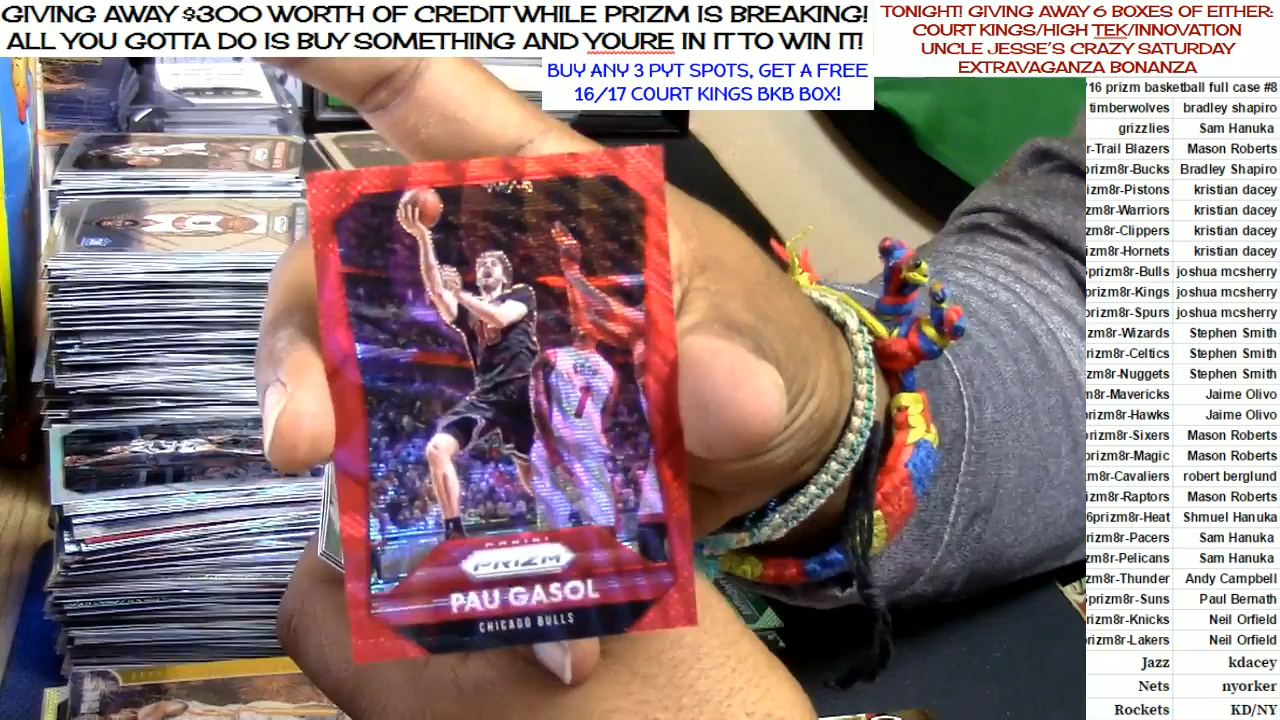 GIVING AWAY $300 WORTH OF CREDIT WHILE PRIZM IS BREAKING!
ALL YOU GOTTA DO IS BUY SOMETHING AND YOURE IN IT TO WIN IT!
TONIGHT! GIVING AWAY 6 BOXES OF EITHER:
COURT KINGS/HIGH TEK/INNOVATION
UNCLE JESSE'S CRAZY SATURDAY
EXTRAVAGANZA BONANZA
BUY ANY 3 PYT SPOTS, GET A FREE
16/17 COURT KINGS BKB BOX!
/16 prizm basketball full case #8
timberwolves bradley shapiro
grizzlies Sam Hanuka
r-Trail Blazers Mason Roberts
prizm8r-Bucks Bradley Shapiro
rizm8r-Pistons kristian dacey
zm8r-Warriors kristian dacey
zm8r-Clippers kristian dacey
zm8r-Hornets kristian dacey
prizm8r-Bulls joshua mcsherry
prizm8r-Kings joshua mcsherry
prizm8r-Spurs joshua mcsherry
zm8r-Wizards Stephen Smith
rizm8r-Celtics Stephen Smith
zm8r-Nuggets Stephen Smith
m8r-Mavericks Jaime Olivo
rizm8r-Hawks Jaime Olivo
prizm8r-Sixers Mason Roberts
rizm8r-Magic Mason Roberts
m8r-Cavaliers robert berglund
rizm8r-Raptors Mason Roberts
6prizm8r-Heat Shmuel Hanuka
rizm8r-Pacers Sam Hanuka
zm8r-Pelicans Sam Hanuka
zm8r-Thunder Andy Campbell
prizm8r-Suns Paul Bernath
rizm8r-Knicks Neil Orfield
rizm8r-Lakers Neil Orfield
Jazz kdacey
Nets nyorker
Rockets KD/NY
PANINI
PRIZM
PAU GASOL
CHICAGO BULLS